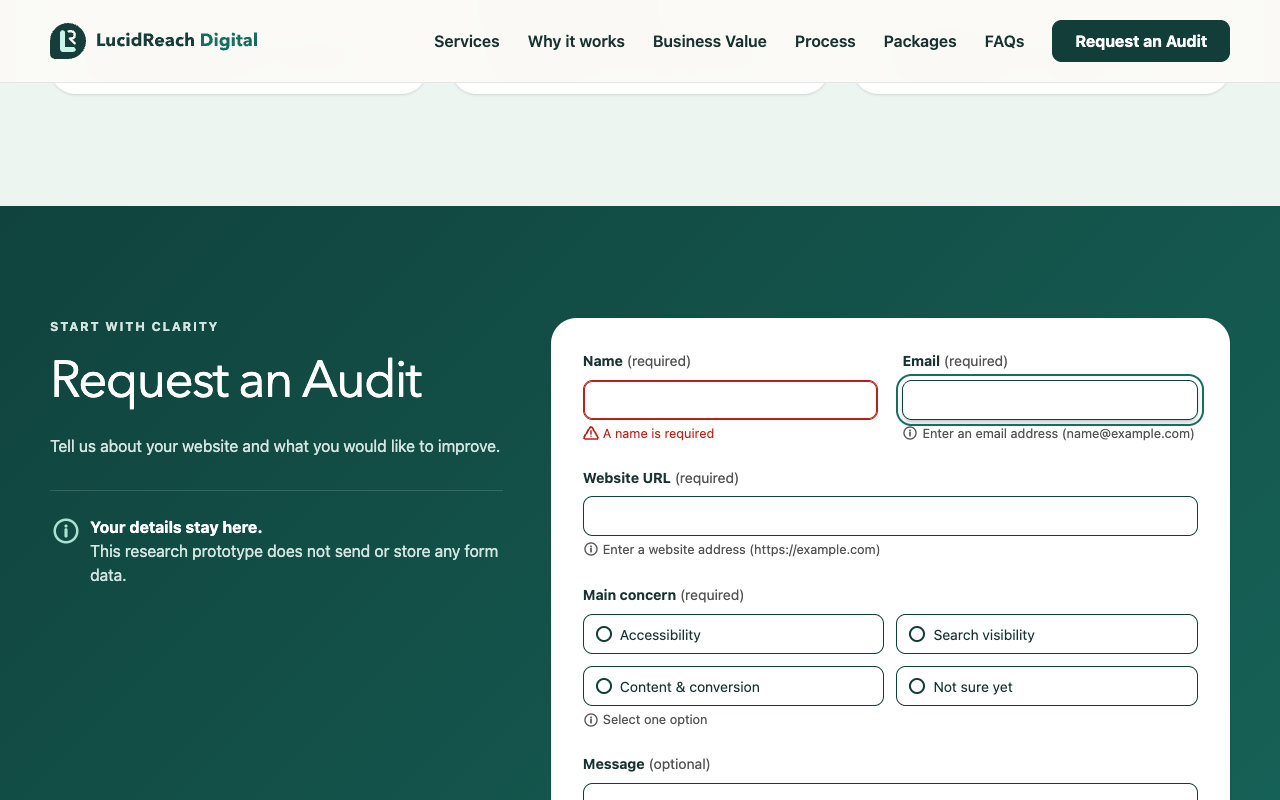 LucidReach Digital
Services
Why it works
Business Value
Process
Packages
FAQs
Request an Audit
START WITH CLARITY
Request an Audit
Tell us about your website and what you would like to improve.
Your details stay here.
This research prototype does not send or store any form
data.
Name (required)
A name is required
Email (required)
Enter an email address (name@example.com)
Website URL (required)
Enter a website address (https://example.com)
Main concern (required)
Accessibility
Search visibility
Content & conversion
Not sure yet
Select one option
Message (optional)